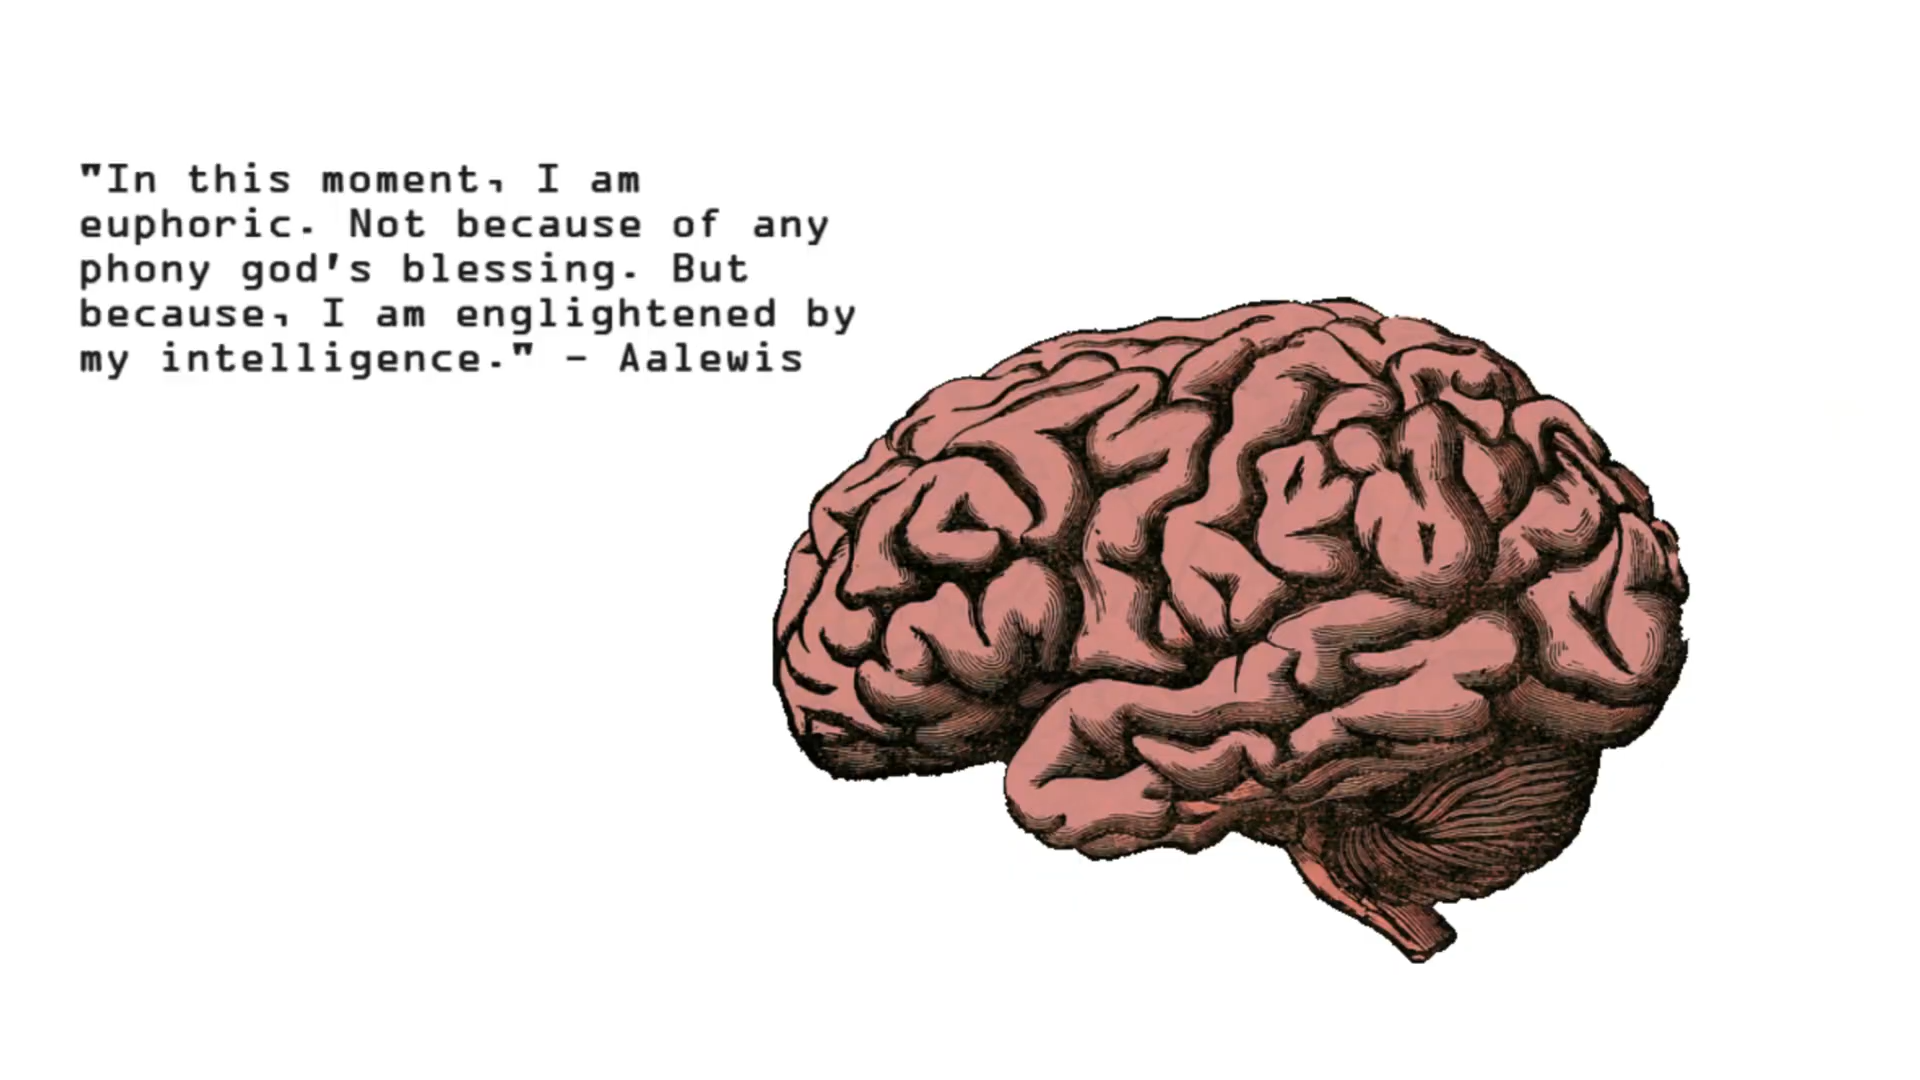 "In this moment, I am
euphoric. Not because of any
phony god's blessing. But
because, I am englightened by
my intelligence." - Aalewis